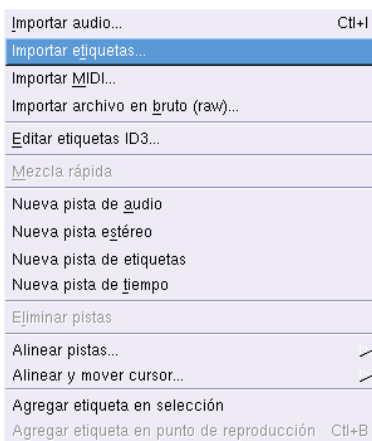 Importar audio... Ctl+I
Importar etiquetas...
Importar MIDI...
Importar archivo en bruto (raw)...
Editar etiquetas ID3...
Mezcla rápida
Nueva pista de audio
Nueva pista estéreo
Nueva pista de etiquetas
Nueva pista de tiempo
Eliminar pistas
Alinear pistas...
Alinear y mover cursor...
Agregar etiqueta en selección
Agregar etiqueta en punto de reproducción Ctl+B